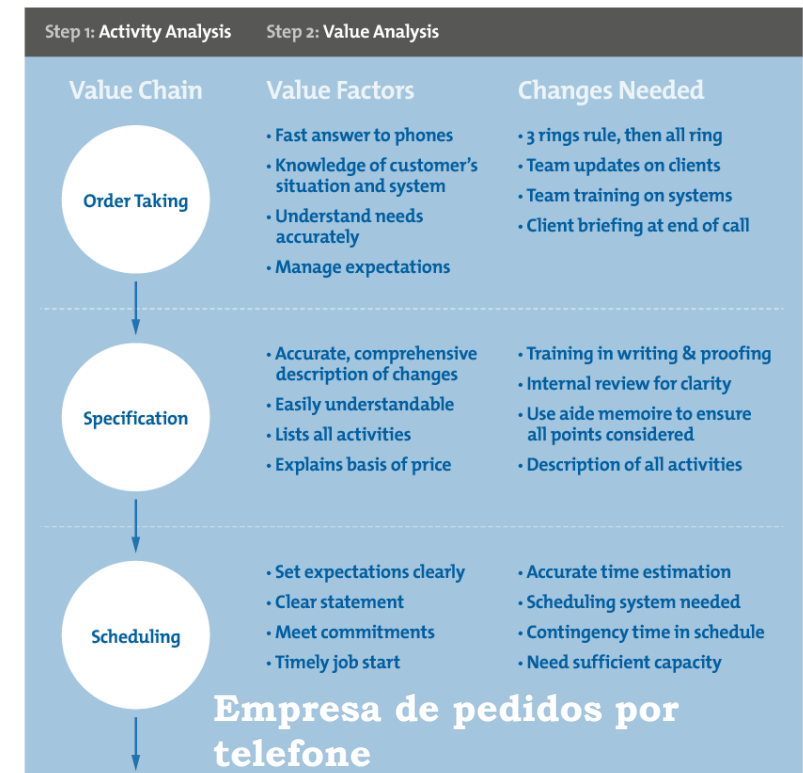 Step 1: Activity Analysis
Step 2: Value Analysis
Value Chain
Value Factors
Changes Needed
Order Taking
• Fast answer to phones
• Knowledge of customer's
situation and system
• Understand needs
accurately
• Manage expectations
• 3 rings rule, then all ring
• Team updates on clients
• Team training on systems
• Client briefing at end of call
Specification
• Accurate, comprehensive
description of changes
• Easily understandable
• Lists all activities
• Explains basis of price
• Training in writing & proofing
• Internal review for clarity
• Use aide memoire to ensure
all points considered
• Description of all activities
Scheduling
• Set expectations clearly
• Clear statement
• Meet commitments
• Timely job start
• Accurate time estimation
• Scheduling system needed
• Contingency time in schedule
• Need sufficient capacity
Empresa de pedidos por
telefone